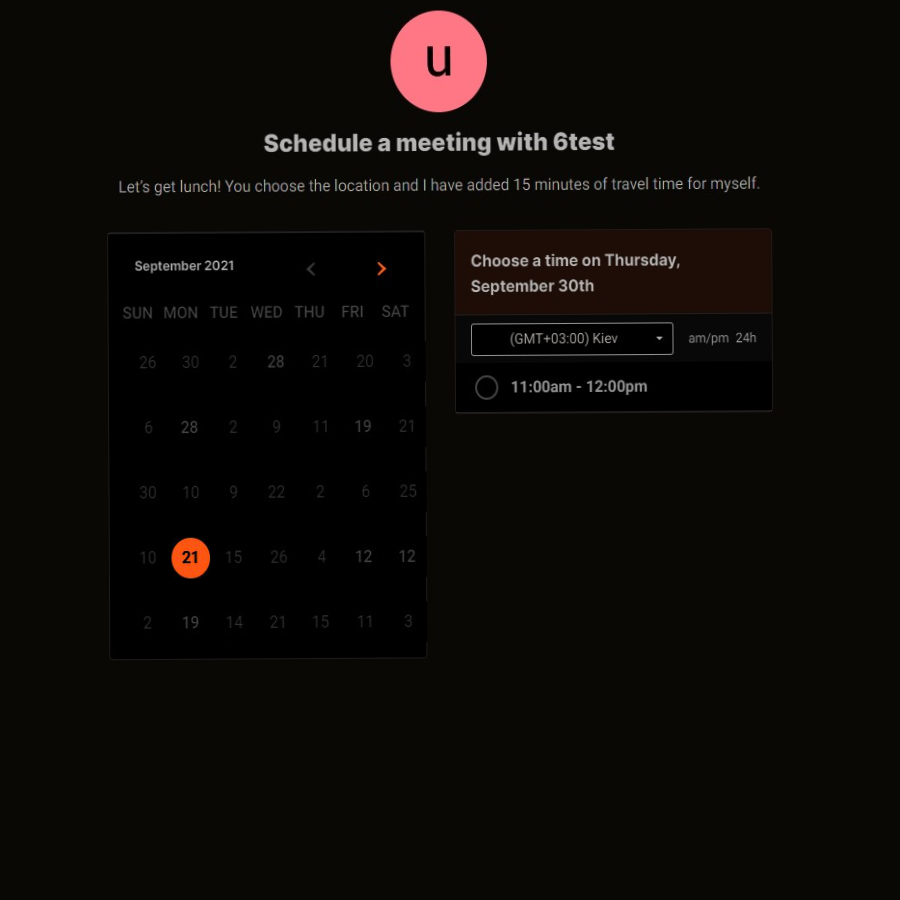 u
Schedule a meeting with 6test
Let's get lunch! You choose the location and I have added 15 minutes of travel time for myself.
September 2021
SUN MON TUE WED THU FRI SAT
26 30 2 28 21 20 3
6 28 2 9 11 19 21
30 10 9 22 2 6 25
10 21 15 26 4 12 12
2 19 14 21 15 11 3
Choose a time on Thursday,
September 30th
(GMT+03:00) Kiev am/pm 24h
11:00am - 12:00pm